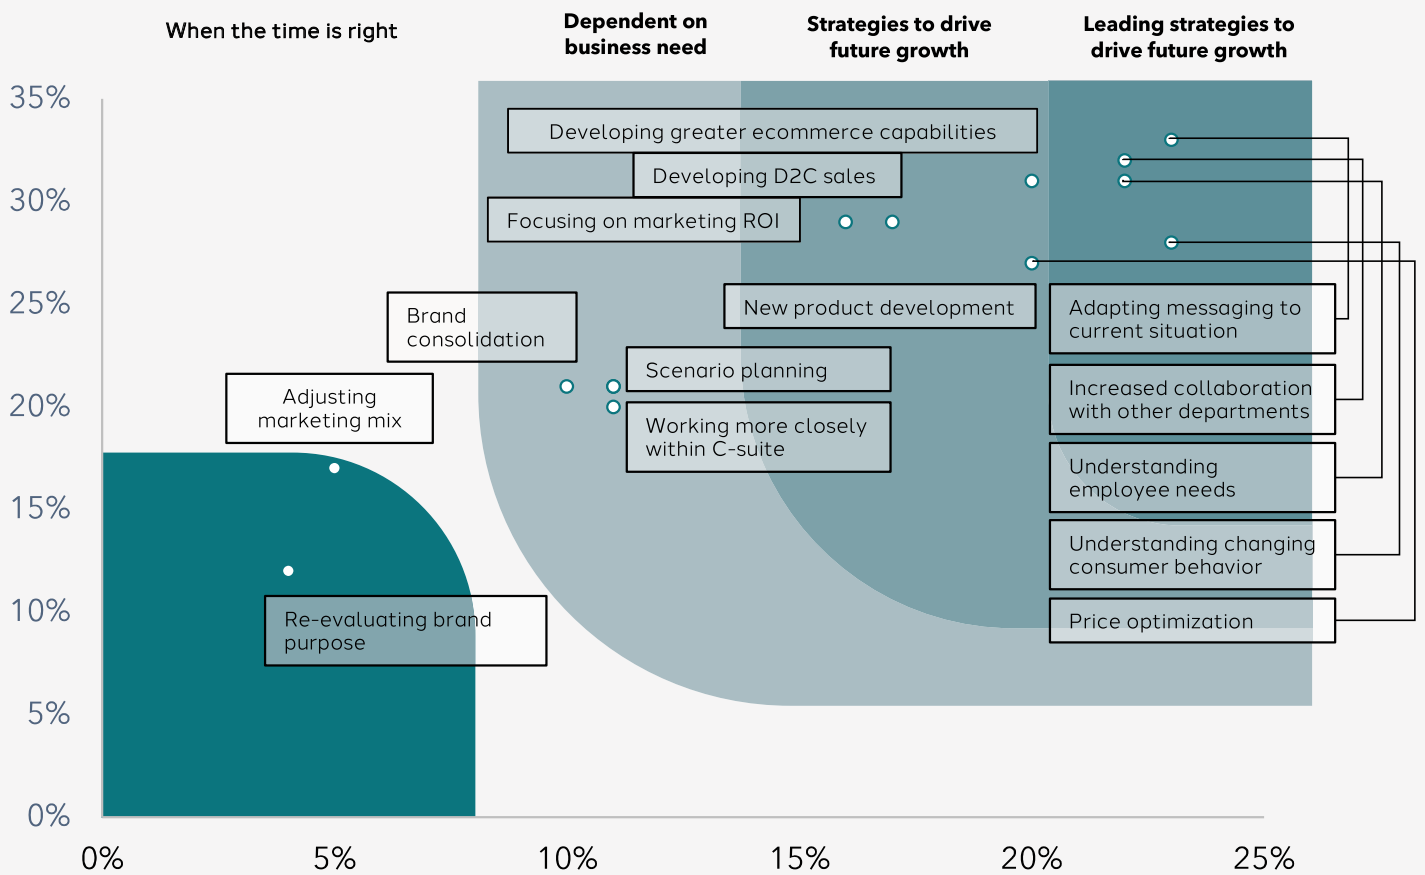 When the time is right
Dependent on
business need
Strategies to drive
future growth
Leading strategies to
drive future growth
35%
30%
25%
20%
15%
10%
5%
0%
Developing greater ecommerce capabilities
Developing D2C sales
Focusing on marketing ROI
Brand
consolidation
New product development
Adapting messaging to
current situation
Scenario planning
Adjusting
marketing mix
Increased collaboration
with other departments
Working more closely
within C-suite
Understanding
employee needs
Understanding changing
consumer behavior
Re-evaluating brand
purpose
Price optimization
0%
5%
10%
15%
20%
25%